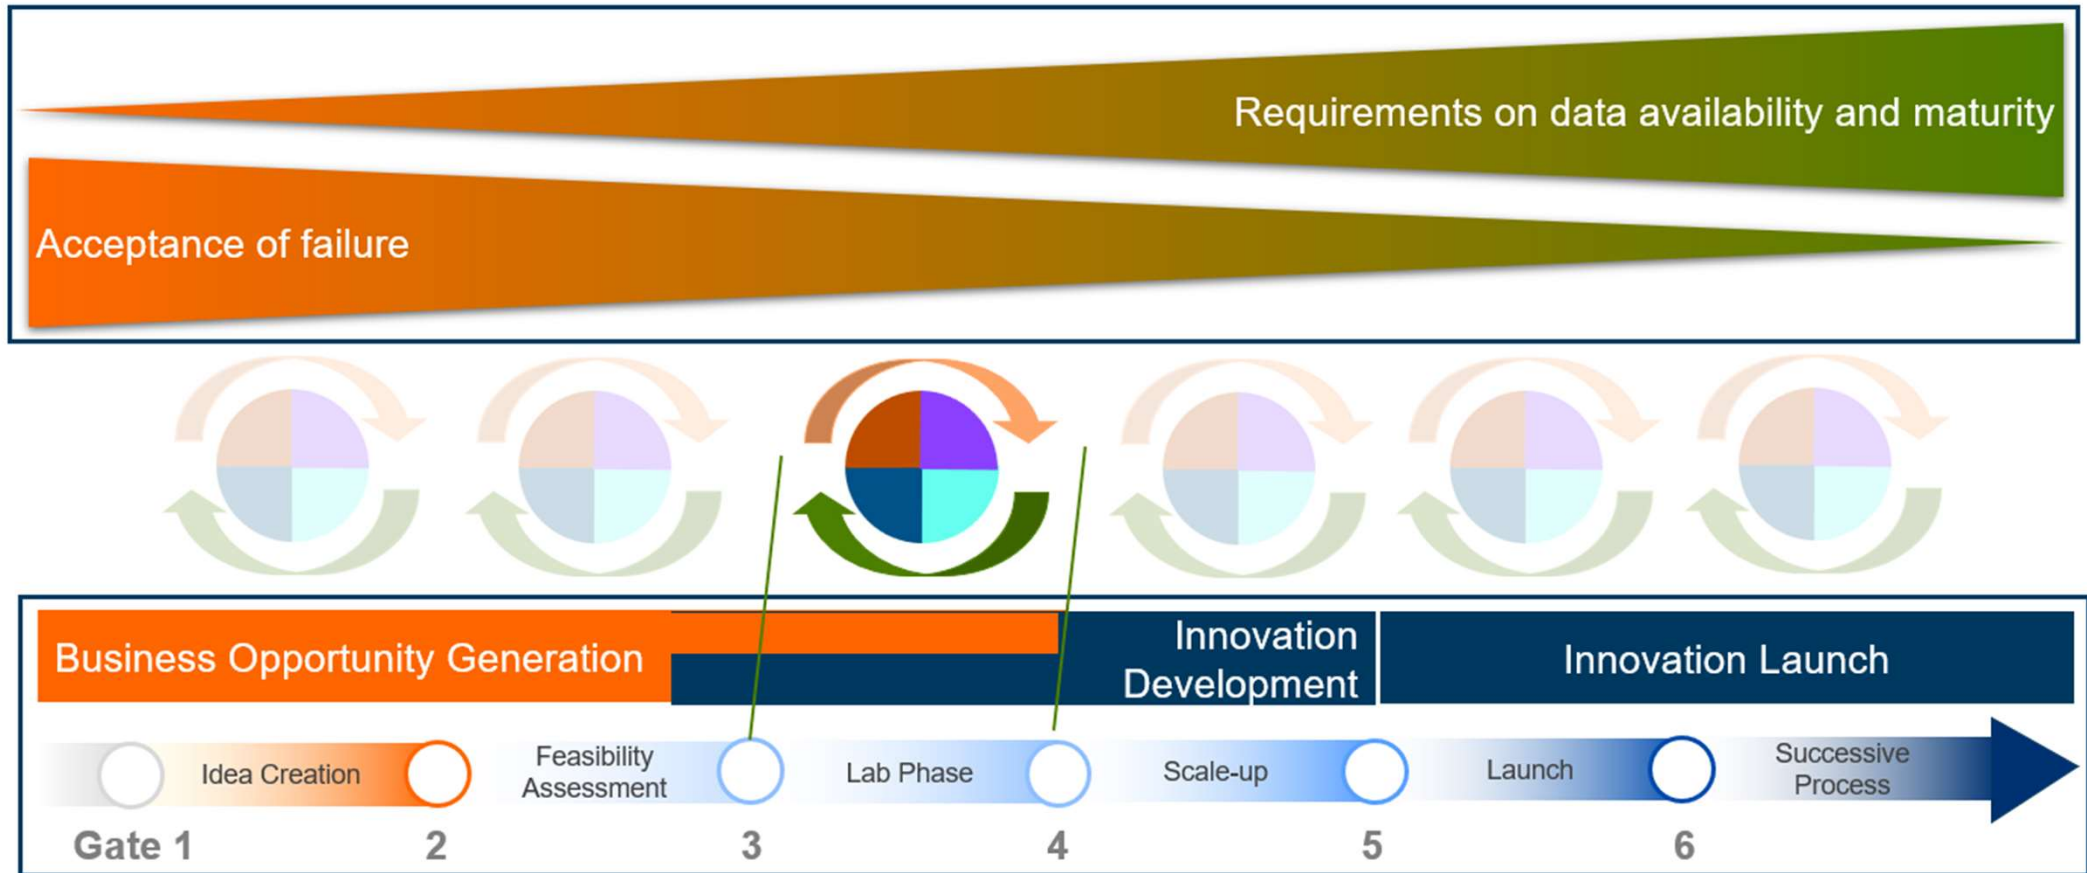 Requirements on data availability and maturity
Acceptance of failure
Business Opportunity Generation
Innovation
Development
Innovation Launch
Idea Creation
Feasibility
Assessment
Lab Phase
Scale-up
Launch
Successive
Process
Gate 1
2
3
4
5
6